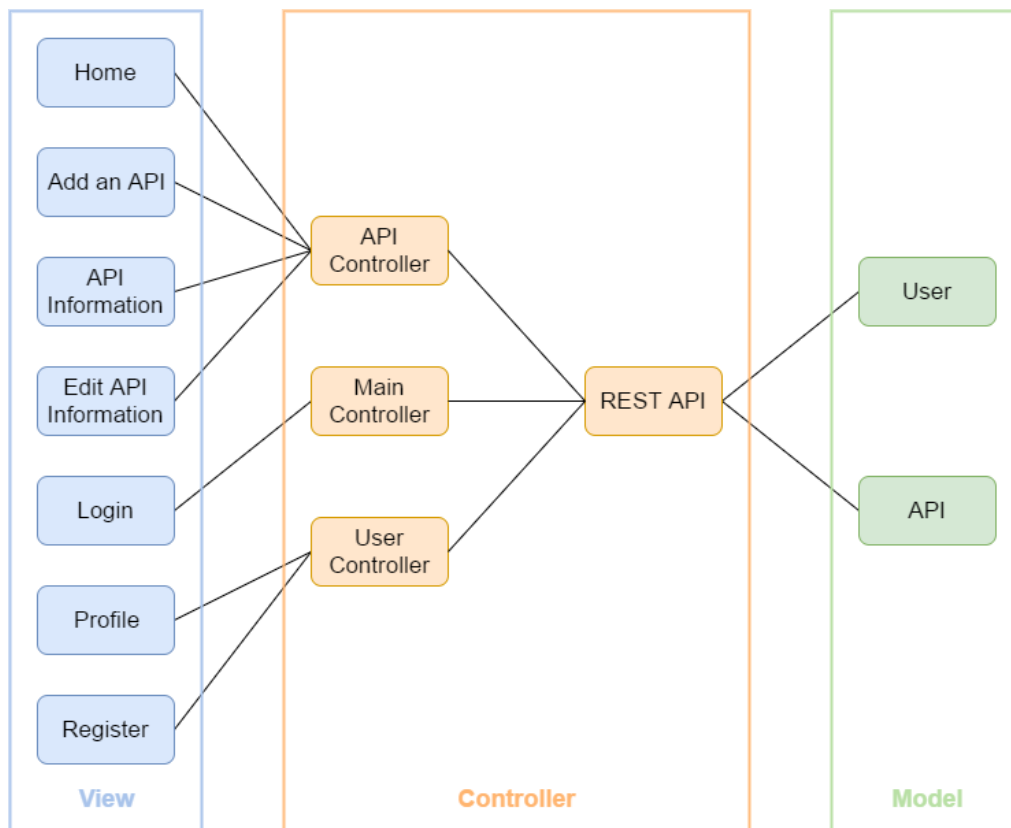 Home
Add an API
API
Information
Edit API
Information
Login
Profile
Register
View
API
Controller
Main
Controller
User
Controller
REST API
Controller
User
API
Model